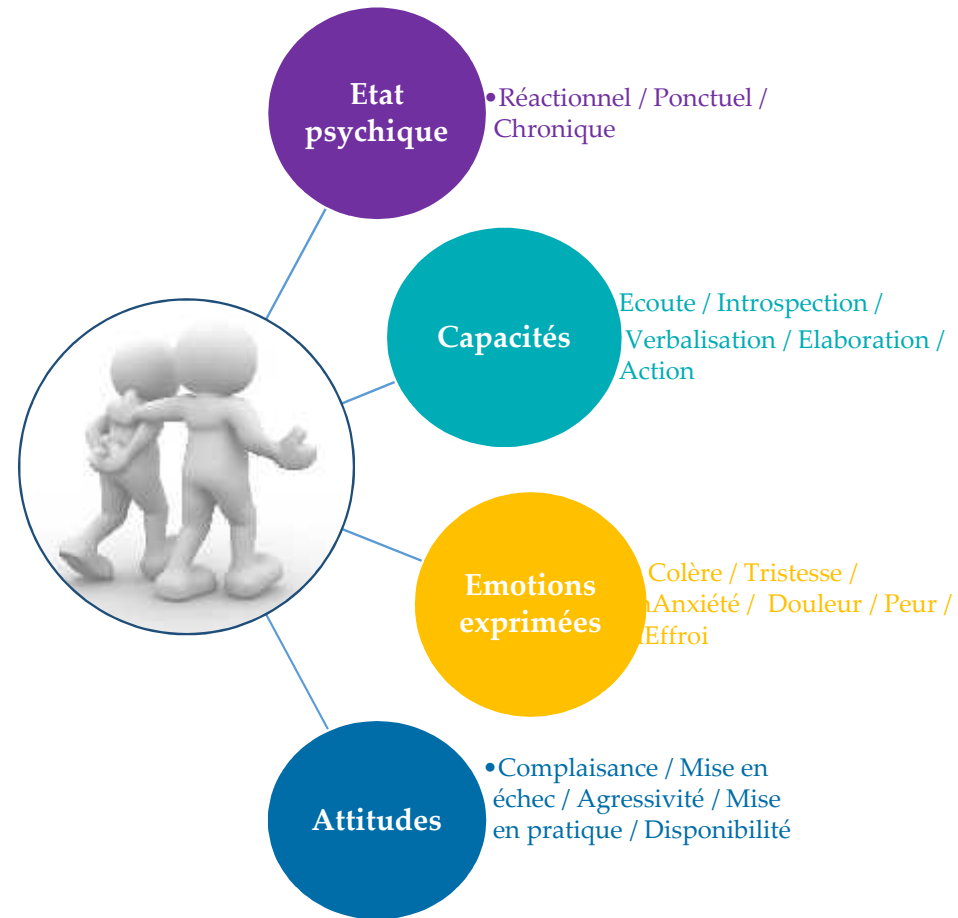 Etat
psychique
•Réactionnel / Ponctuel /
Chronique
Capacités
Ecoute / Introspection /
Verbalisation / Elaboration /
Action
Emotions
exprimées
Colère / Tristesse /
Anxiété / Douleur / Peur /
Effroi
Attitudes
•Complaisance / Mise en
échec / Agressivité / Mise
en pratique / Disponibilité